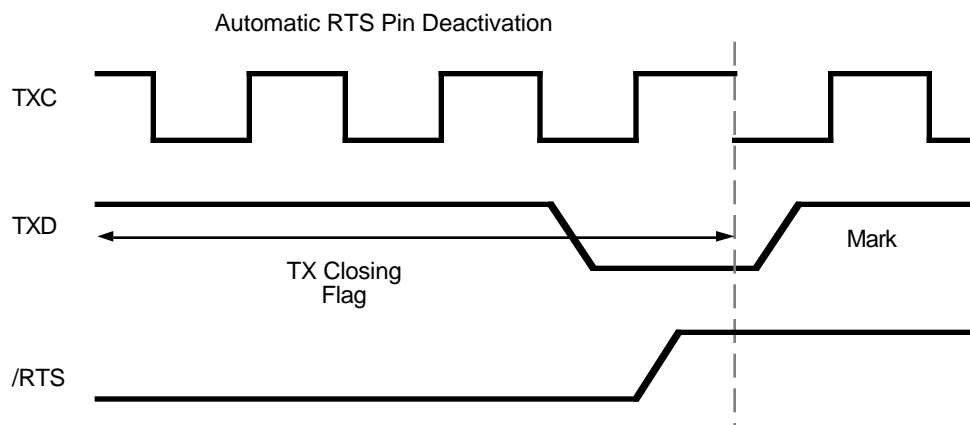 Automatic RTS Pin Deactivation
TXC
TXD
Mark
TX Closing
Flag
/RTS